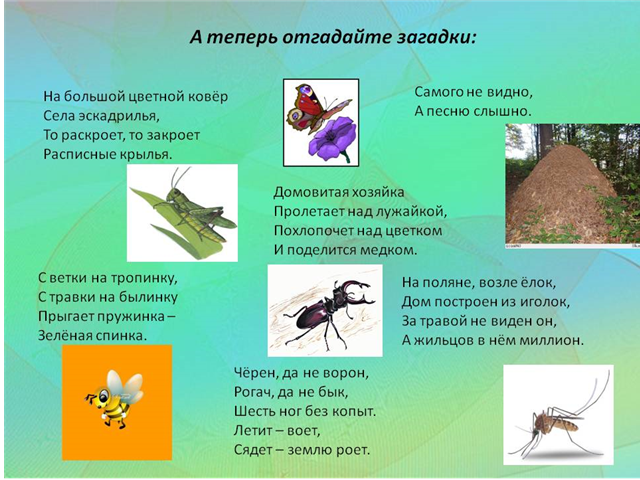 А теперь отгадайте загадки:
На большой цветной ковёр
Села эскадрилья,
То раскроет, то закроет
Расписные крылья.
Самого не видно,
А песню слышно.
Домовитая хозяйка
Пролетает над лужайкой,
Похлопочет над цветком
И поделится медком.
С ветки на тропинку,
С травки на былинку
Прыгает пружинка –
Зелёная спинка.
На поляне, возле ёлок,
Дом построен из иголок,
За травой не виден он,
А жильцов в нём миллион.
Чёрен, да не ворон,
Рогач, да не бык,
Шесть ног без копыт.
Летит – воет,
Сядет – землю роет.